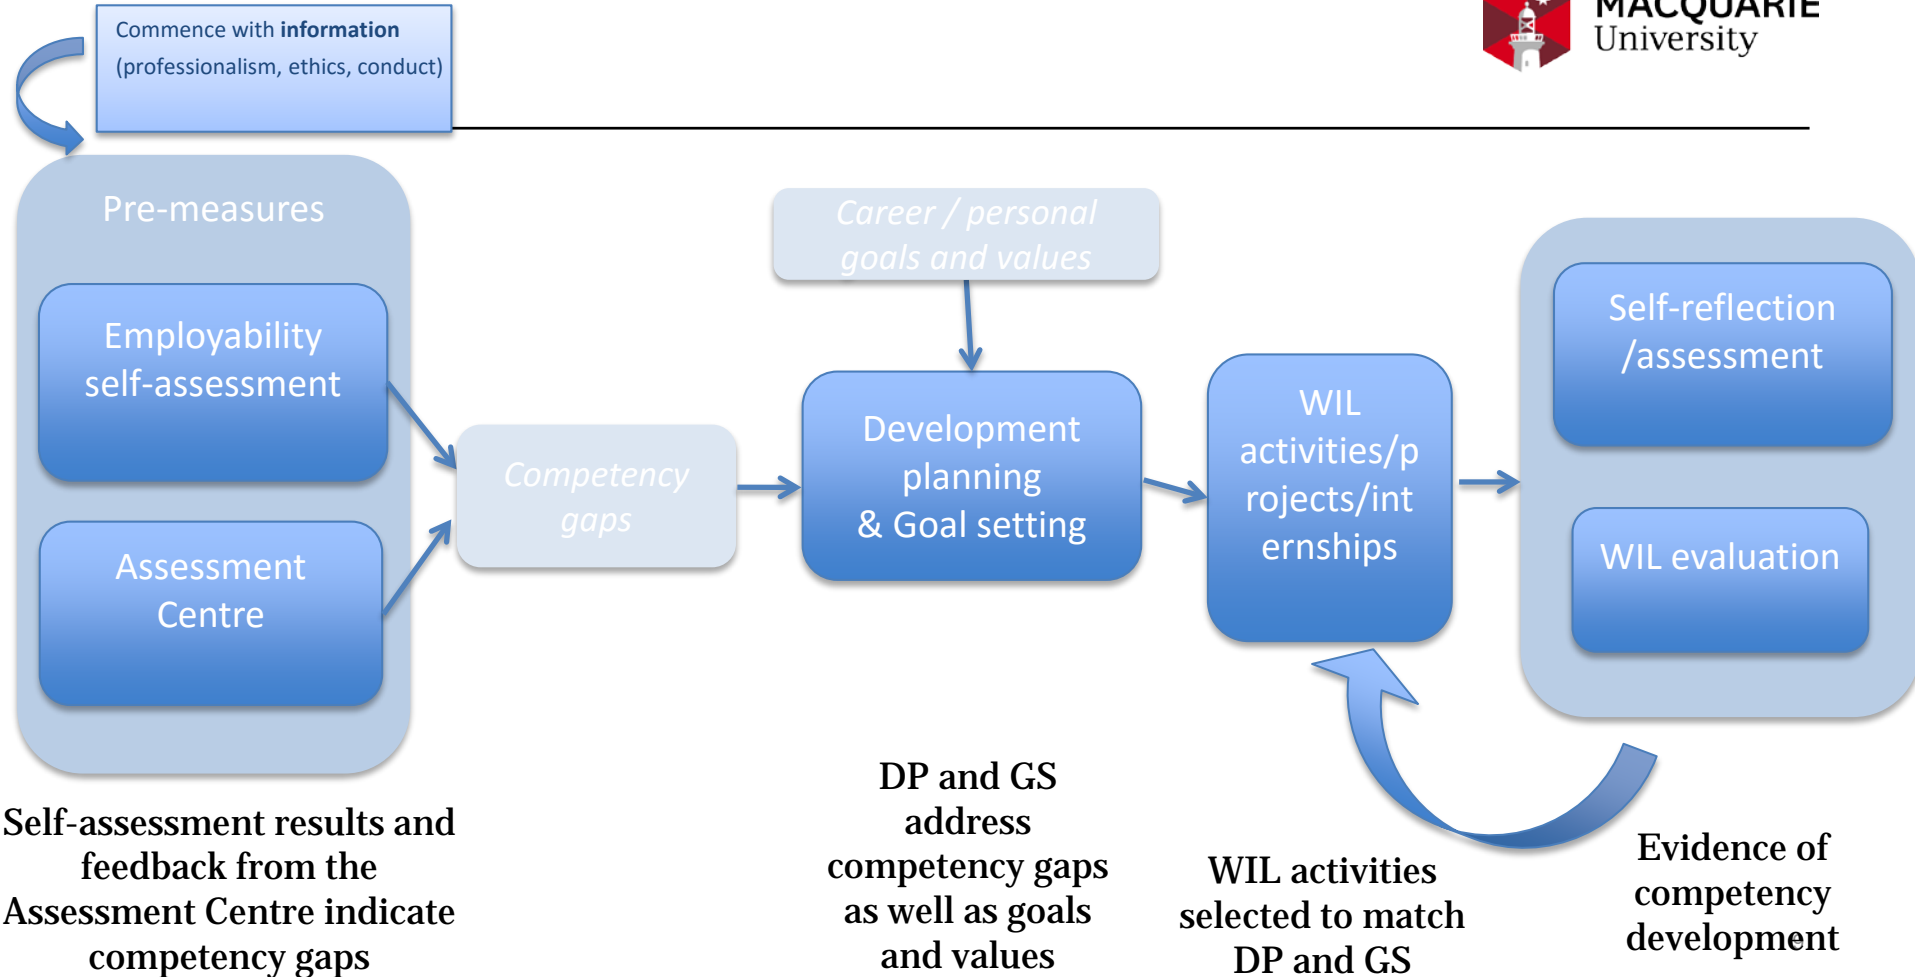 Commence with information
(professionalism, ethics, conduct)
MACQUARIE
University
Pre-measures
Employability
self-assessment
Assessment
Centre
Competency
gaps
Career / personal
goals and values
Development
planning
& Goal setting
WIL
activities/p
rojects/int
ernships
Self-reflection
/assessment
WIL evaluation
Self-assessment results and
feedback from the
Assessment Centre indicate
competency gaps
DP and GS
address
competency gaps
as well as goals
and values
WIL activities
selected to match
DP and GS
Evidence of
competency
development